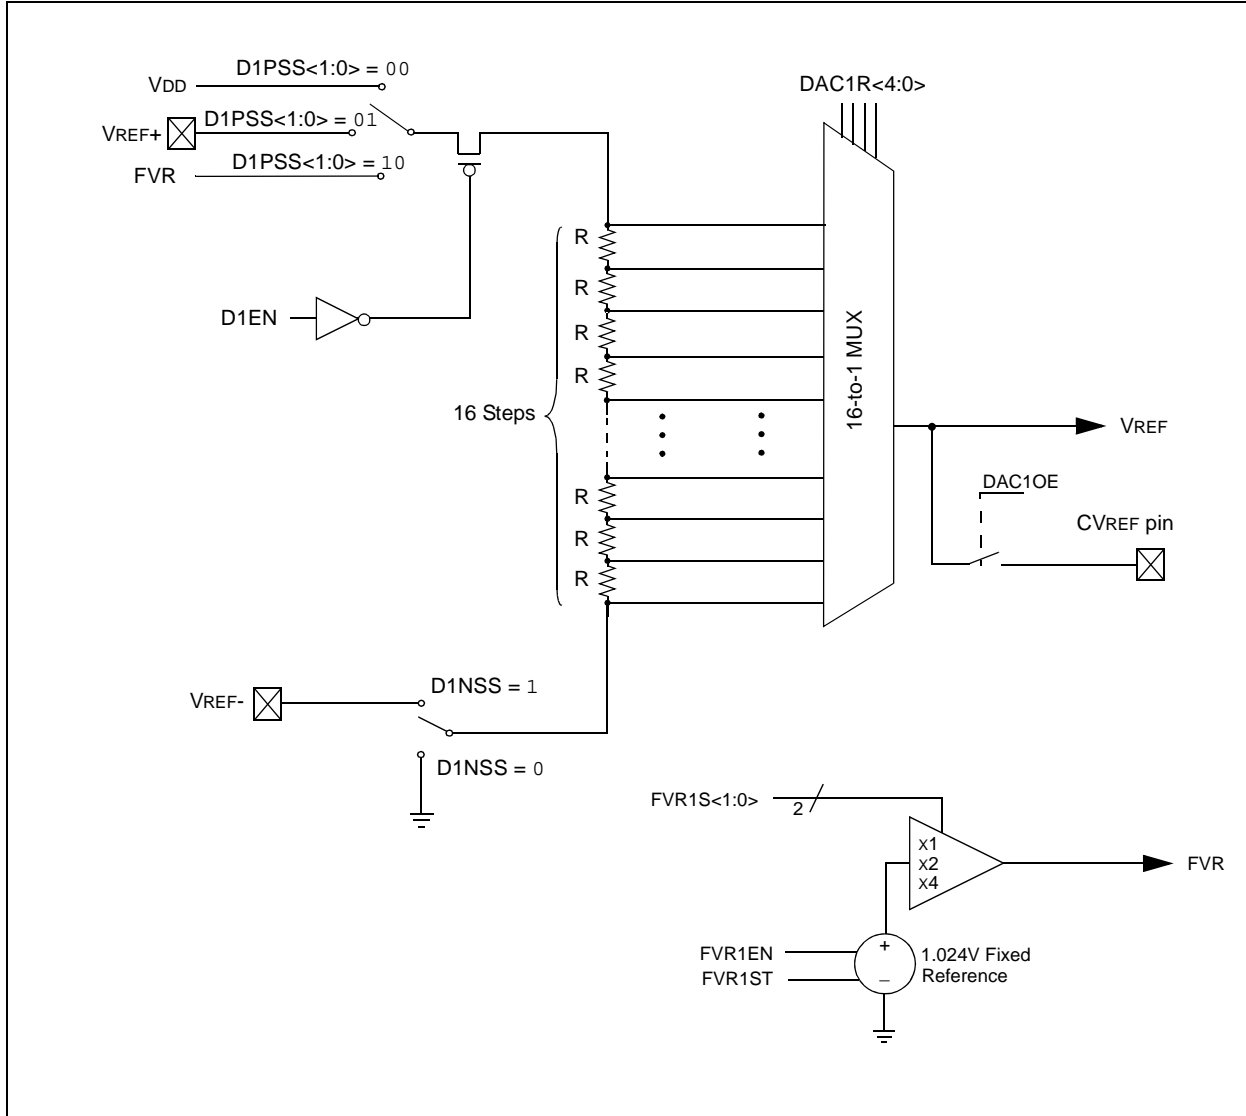 VDD
D1PSS<1:0> = 00
VREF+
D1PSS<1:0> = 01
FVR
D1PSS<1:0> = 10
DAC1R<4:0>
R
R
R
R
D1EN
16 Steps
R
R
R
16-to-1 MUX
VREF
DAC1OE
CVREF pin
VREF-
D1NSS = 1
D1NSS = 0
FVR1S<1:0>
2
X1
X2
X4
FVR
FVR1EN
FVR1ST
+
–
1.024V Fixed
Reference